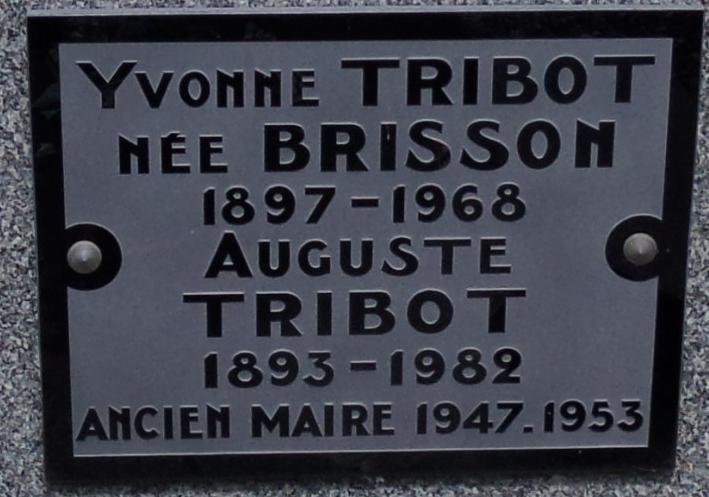 YVONNE TRIBOT
NÉE BRISSON
1897-1968
AUGUSTE
TRIBOT
1893-1982
ANCIEN MAIRE 1947.1953